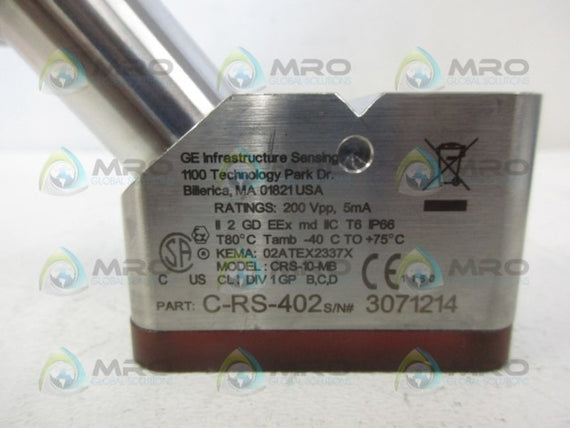 GE Infrastructure Sensing
1100 Technology Park Dr.
Billerica, MA 01821 USA
RATINGS: 200 Vpp, 5mA
II 2 GD EEx md IIC T6 IP66
T80°C Tamb -40 C TO +75°C
KEMA: 02ATEX2337X
MODEL: CRS-10-MB
C US CL 1 DIV 1 GP B,C,D
PART: C-RS-402 S/N# 3071214
MRO
GLOBAL SOLUTIONS